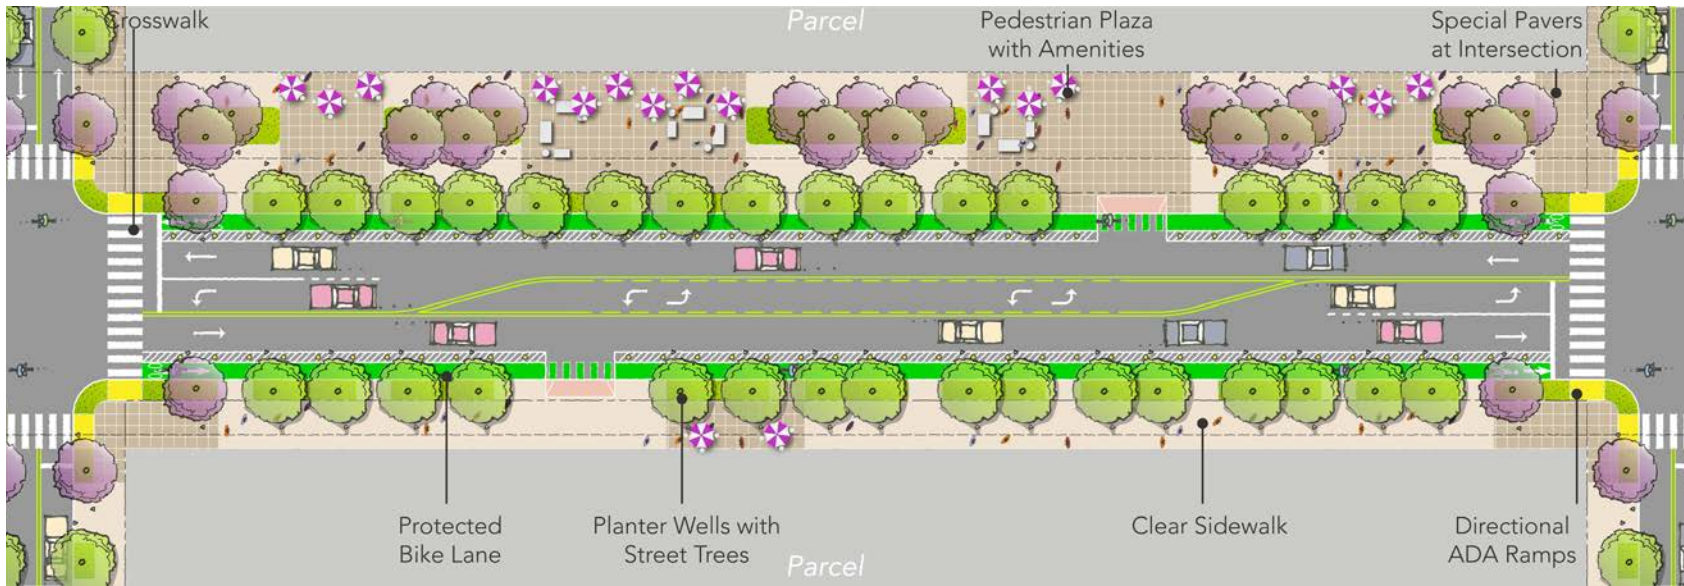 Crosswalk
Parcel
Pedestrian Plaza
with Amenities
Special Pavers
at Intersection
Protected
Bike Lane
Planter Wells with
Street Trees
Clear Sidewalk
Directional
ADA Ramps
Parcel